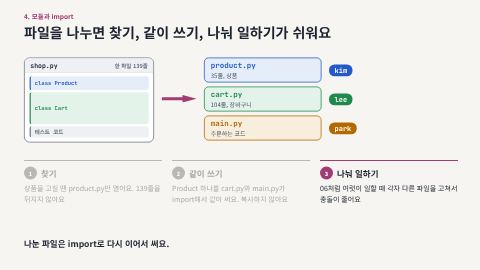 4. 모듈과 import
파일을 나누면 찾기, 같이 쓰기, 나눠 일하기가 쉬워요
shop.py 한 파일 139줄
class Product
class Cart
테스트 코드
product.py
35줄, 상품
kim
cart.py
104줄, 장바구니
lee
main.py
주문하는 코드
park
1 찾기
상품을 고칠 땐 product.py만 열어요. 139줄을
뒤지지 않아요
2 같이 쓰기
Product 하나를 cart.py와 main.py가
import해서 같이 써요. 복사하지 않아요
3 나눠 일하기
06처럼 여럿이 일할 때 각자 다른 파일을 고쳐서
충돌이 줄어요
나눈 파일은 import로 다시 이어서 써요.